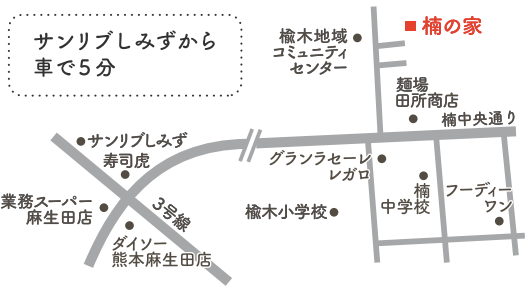 サンリブしみずから
車で5分
楠の家
楡木地域
コミュニティ
センター
麺場
田所商店
楠中央通り
サンリブしみず
寿司虎
グランラセーレ
レガロ
業務スーパー
麻生田店
3号線
楡木小学校
楠
中学校
フーディー
ワン
ダイソー
熊本麻生田店